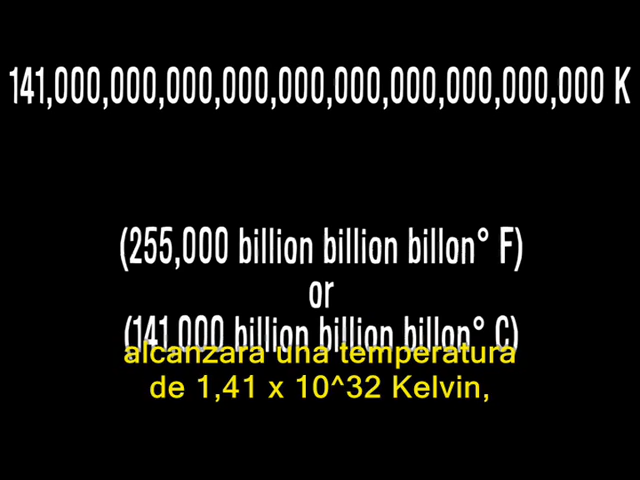 141,000,000,000,000,000,000,000,000,000,000 K
(255,000 billion billion billon° F)
or
(141,000 billion billion billon° C)
alcanzara una temperatura
de 1,41 x 10^32 Kelvin,